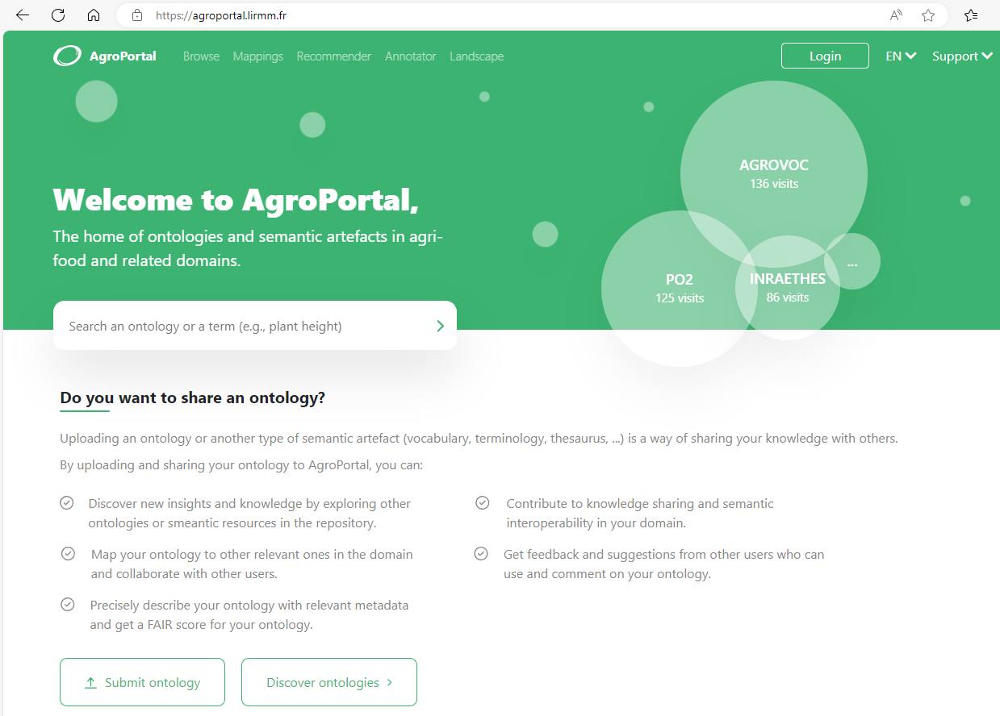 https://agroportal.lirmm.fr
AgroPortal
Browse
Mappings
Recommender
Annotator
Landscape
Login
EN
Support
Welcome to AgroPortal,
The home of ontologies and semantic artefacts in agri-
food and related domains.
Search an ontology or a term (e.g., plant height)
AGROVOC
136 visits
PO2
125 visits
INRAETHES
86 visits
...
Do you want to share an ontology?
Uploading an ontology or another type of semantic artefact (vocabulary, terminology, thesaurus, ...) is a way of sharing your knowledge with others.
By uploading and sharing your ontology to AgroPortal, you can:
Discover new insights and knowledge by exploring other
ontologies or smeantic resources in the repository.
Map your ontology to other relevant ones in the domain
and collaborate with other users.
Precisely describe your ontology with relevant metadata
and get a FAIR score for your ontology.
Contribute to knowledge sharing and semantic
interoperability in your domain.
Get feedback and suggestions from other users who can
use and comment on your ontology.
Submit ontology
Discover ontologies